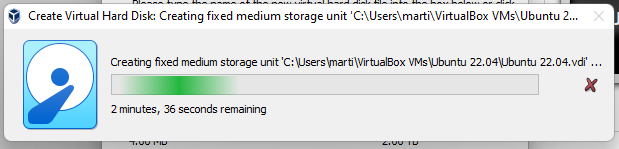 Please type the name of the new virtual hard disk file into the box below or click
Create Virtual Hard Disk: Creating fixed medium storage unit 'C:\Users\marti\VirtualBox VMs\Ubuntu 2...
Creating fixed medium storage unit 'C:\Users\marti\VirtualBox VMs\Ubuntu 22.04\Ubuntu 22.04.vdi' ...
2 minutes, 36 seconds remaining
4.00 MB 2.00 TB